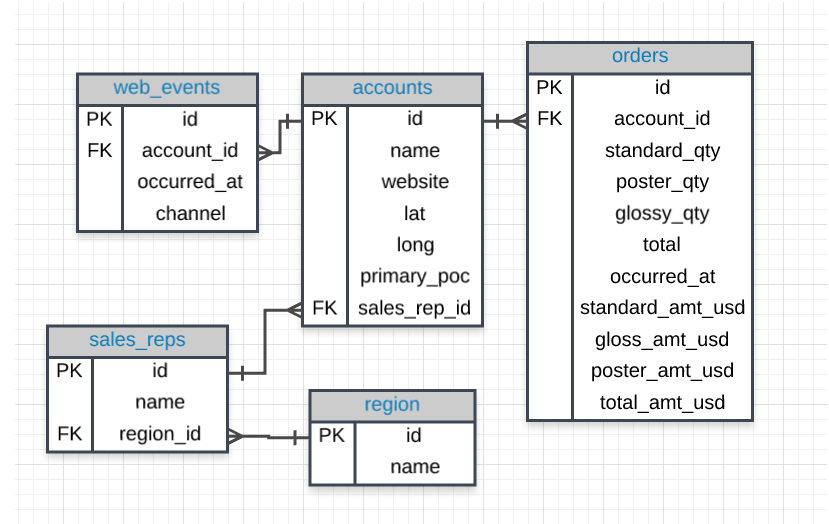 web_events
PK id
FK account_id
occurred_at
channel
accounts
PK id
name
website
lat
long
primary_poc
FK sales_rep_id
orders
PK id
FK account_id
standard_qty
poster_qty
glossy_qty
total
occurred_at
standard_amt_usd
gloss_amt_usd
poster_amt_usd
total_amt_usd
sales_reps
PK id
name
FK region_id
region
PK id
name